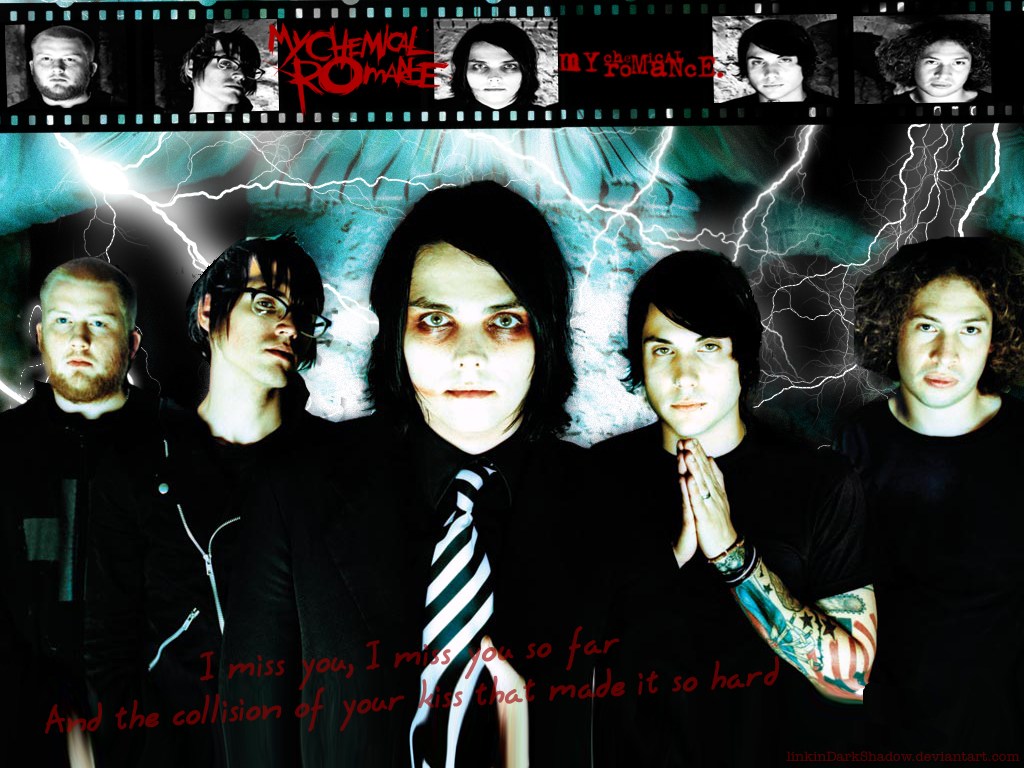 MY CHEMICAL
ROMANCE
my chemical romance.
I miss you, I miss you so far
And the collision of your kiss that made it so hard
linkinDarkShadow.deviantart.com